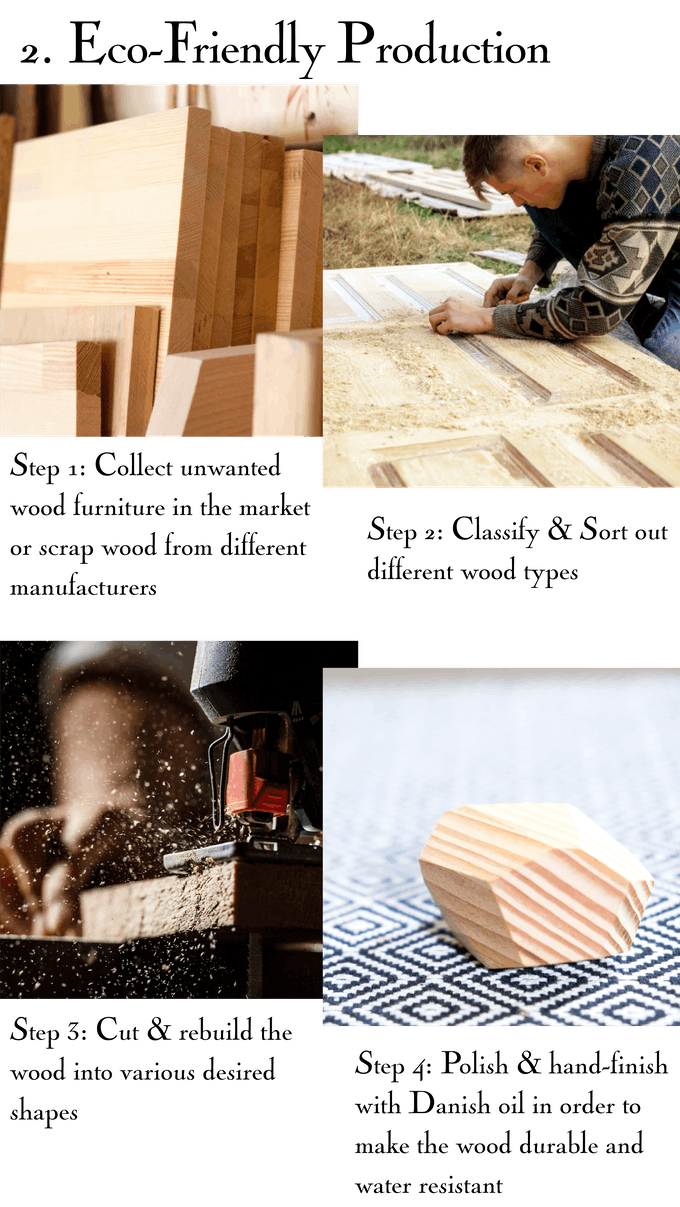 2. Eco-Friendly Production
Step 1: Collect unwanted
wood furniture in the market
or scrap wood from different
manufacturers
Step 2: Classify & Sort out
different wood types
Step 3: Cut & rebuild the
wood into various desired
shapes
Step 4: Polish & hand-finish
with Danish oil in order to
make the wood durable and
water resistant